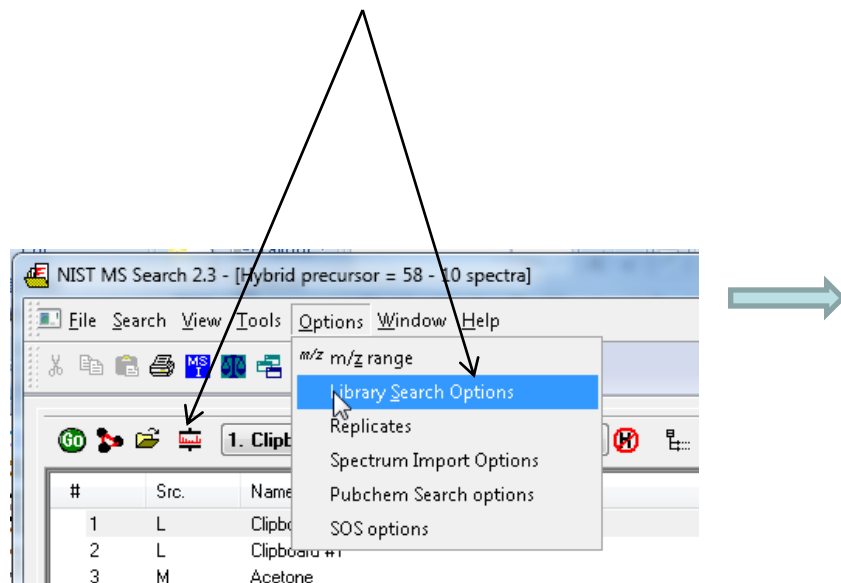 NIST MS Search 2.3 - [Hybrid precursor = 58 - 10 spectra]
File Search View Tools Options Window Help
MS I
m/z m/z range
Library Search Options
Replicates
Spectrum Import Options
Pubchem Search options
SOS options
Go 1. Clipb H
# Src. Name
1 L Clipbo
2 L Clipboard #1
3 M Acetone